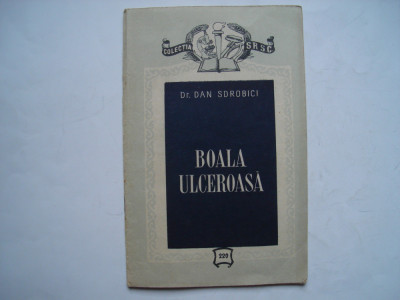 COLECȚIA S.R.S.C.
Dr. DAN SDROBICI
BOALA
ULCEROASĂ
229